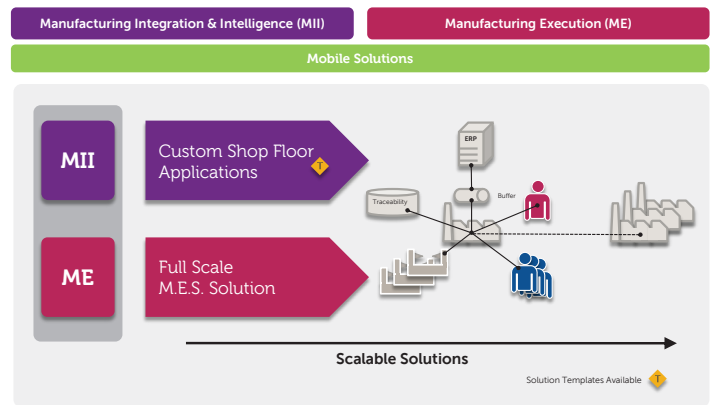 Manufacturing Integration & Intelligence (MII)
Manufacturing Execution (ME)
Mobile Solutions
MII
Custom Shop Floor
Applications
T
ERP
Buffer
Traceability
ME
Full Scale
M.E.S. Solution
Scalable Solutions
Solution Templates Available
T